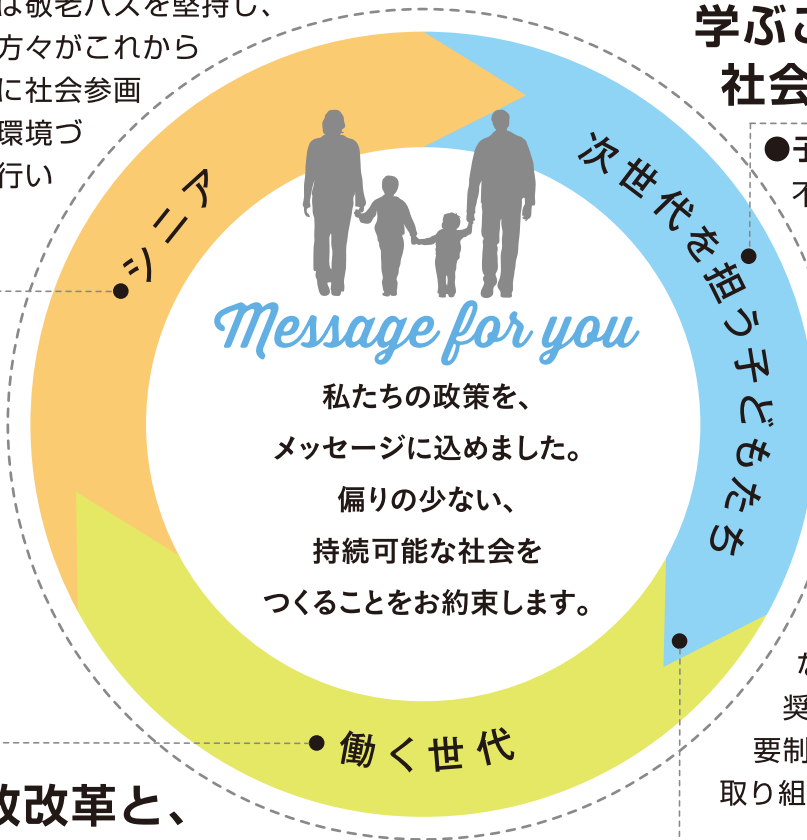 は敬老パスを堅持し、
方々がこれから
に社会参画
環境づ
行い
学ぶ
社会
●子
シニア
次世代を担う子どもたち
Message for you
私たちの政策を、
メッセージに込めました。
偏りの少ない、
持続可能な社会を
つくることをお約束します。
働く世代
奨
要制
取り組
改革と、